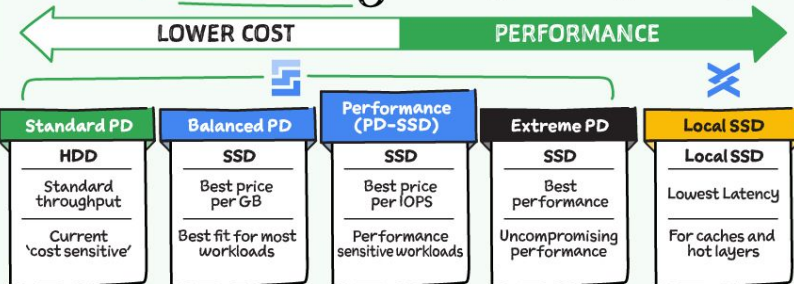 LOWER COST
PERFORMANCE
Standard PD
HDD
Standard
throughput
Current
'cost sensitive'
Balanced PD
SSD
Best price
per GB
Best fit for most
workloads
Performance
(PD-SSD)
SSD
Best price
per IOPS
Performance
sensitive workloads
Extreme PD
SSD
Best
performance
Uncompromising
performance
Local SSD
Local SSD
Lowest Latency
For caches and
hot layers